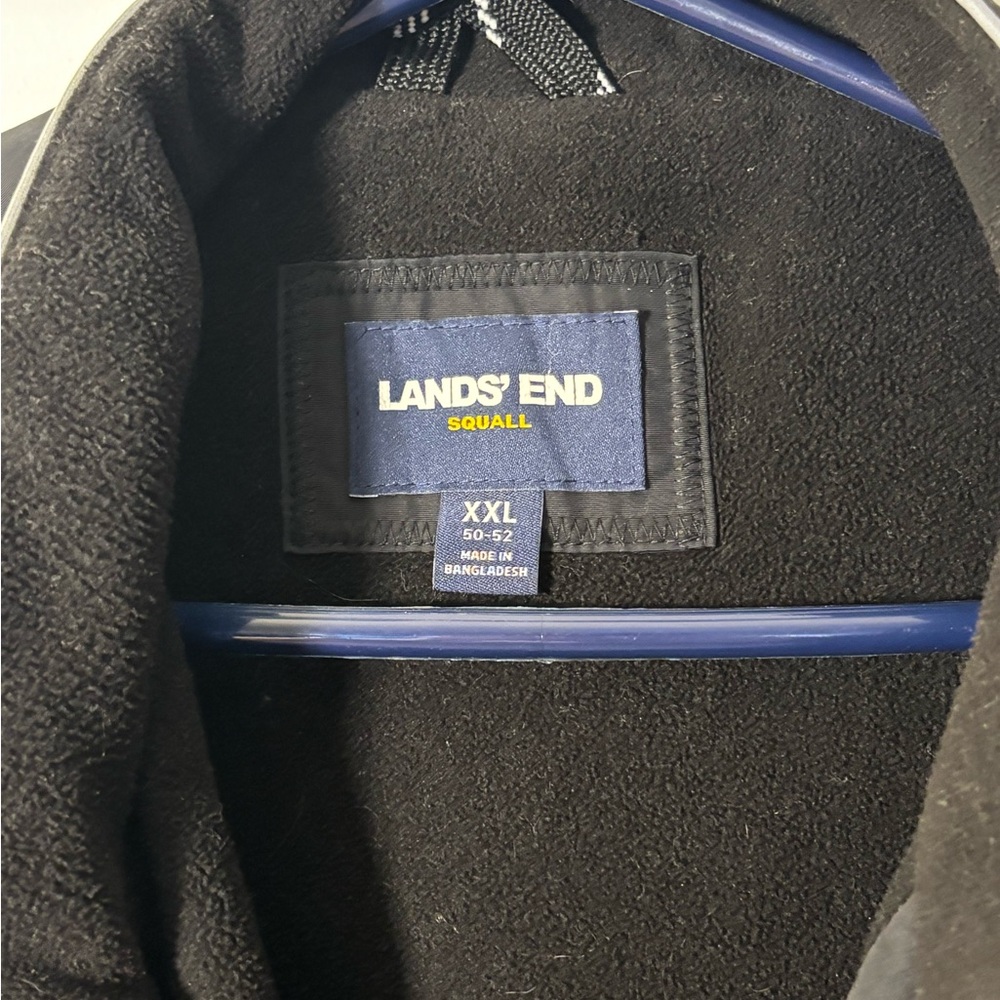 LANDS' END
SQUALL
XXL
50-52
MADE IN
BANGLADESH